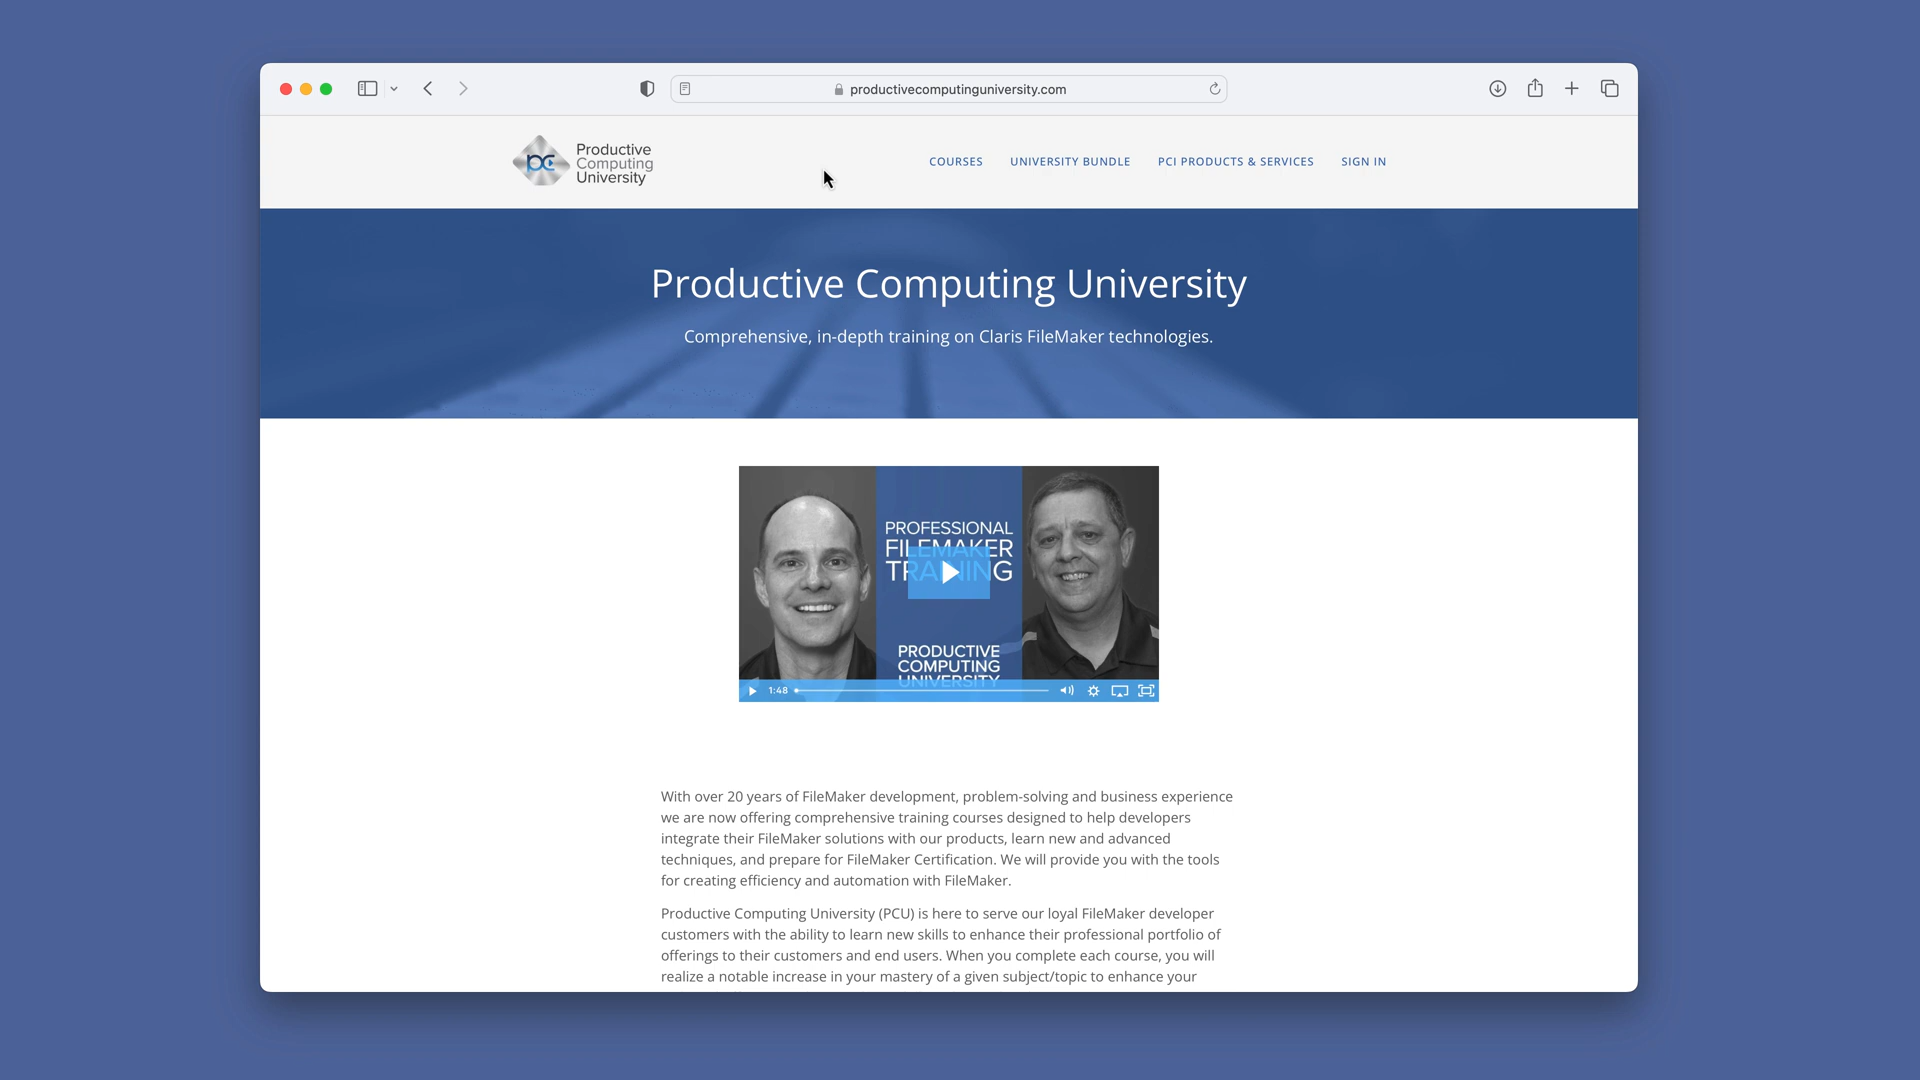 productivecomputinguniversity.com
Productive
Computing
University
COURSES UNIVERSITY BUNDLE PCI PRODUCTS & SERVICES SIGN IN
Productive Computing University
Comprehensive, in-depth training on Claris FileMaker technologies.
PROFESSIONAL
FILEMAKER
TRAINING
PRODUCTIVE
COMPUTING
UNIVERSITY
1:48
With over 20 years of FileMaker development, problem-solving and business experience
we are now offering comprehensive training courses designed to help developers
integrate their FileMaker solutions with our products, learn new and advanced
techniques, and prepare for FileMaker Certification. We will provide you with the tools
for creating efficiency and automation with FileMaker.
Productive Computing University (PCU) is here to serve our loyal FileMaker developer
customers with the ability to learn new skills to enhance their professional portfolio of
offerings to their customers and end users. When you complete each course, you will
realize a notable increase in your mastery of a given subject/topic to enhance your